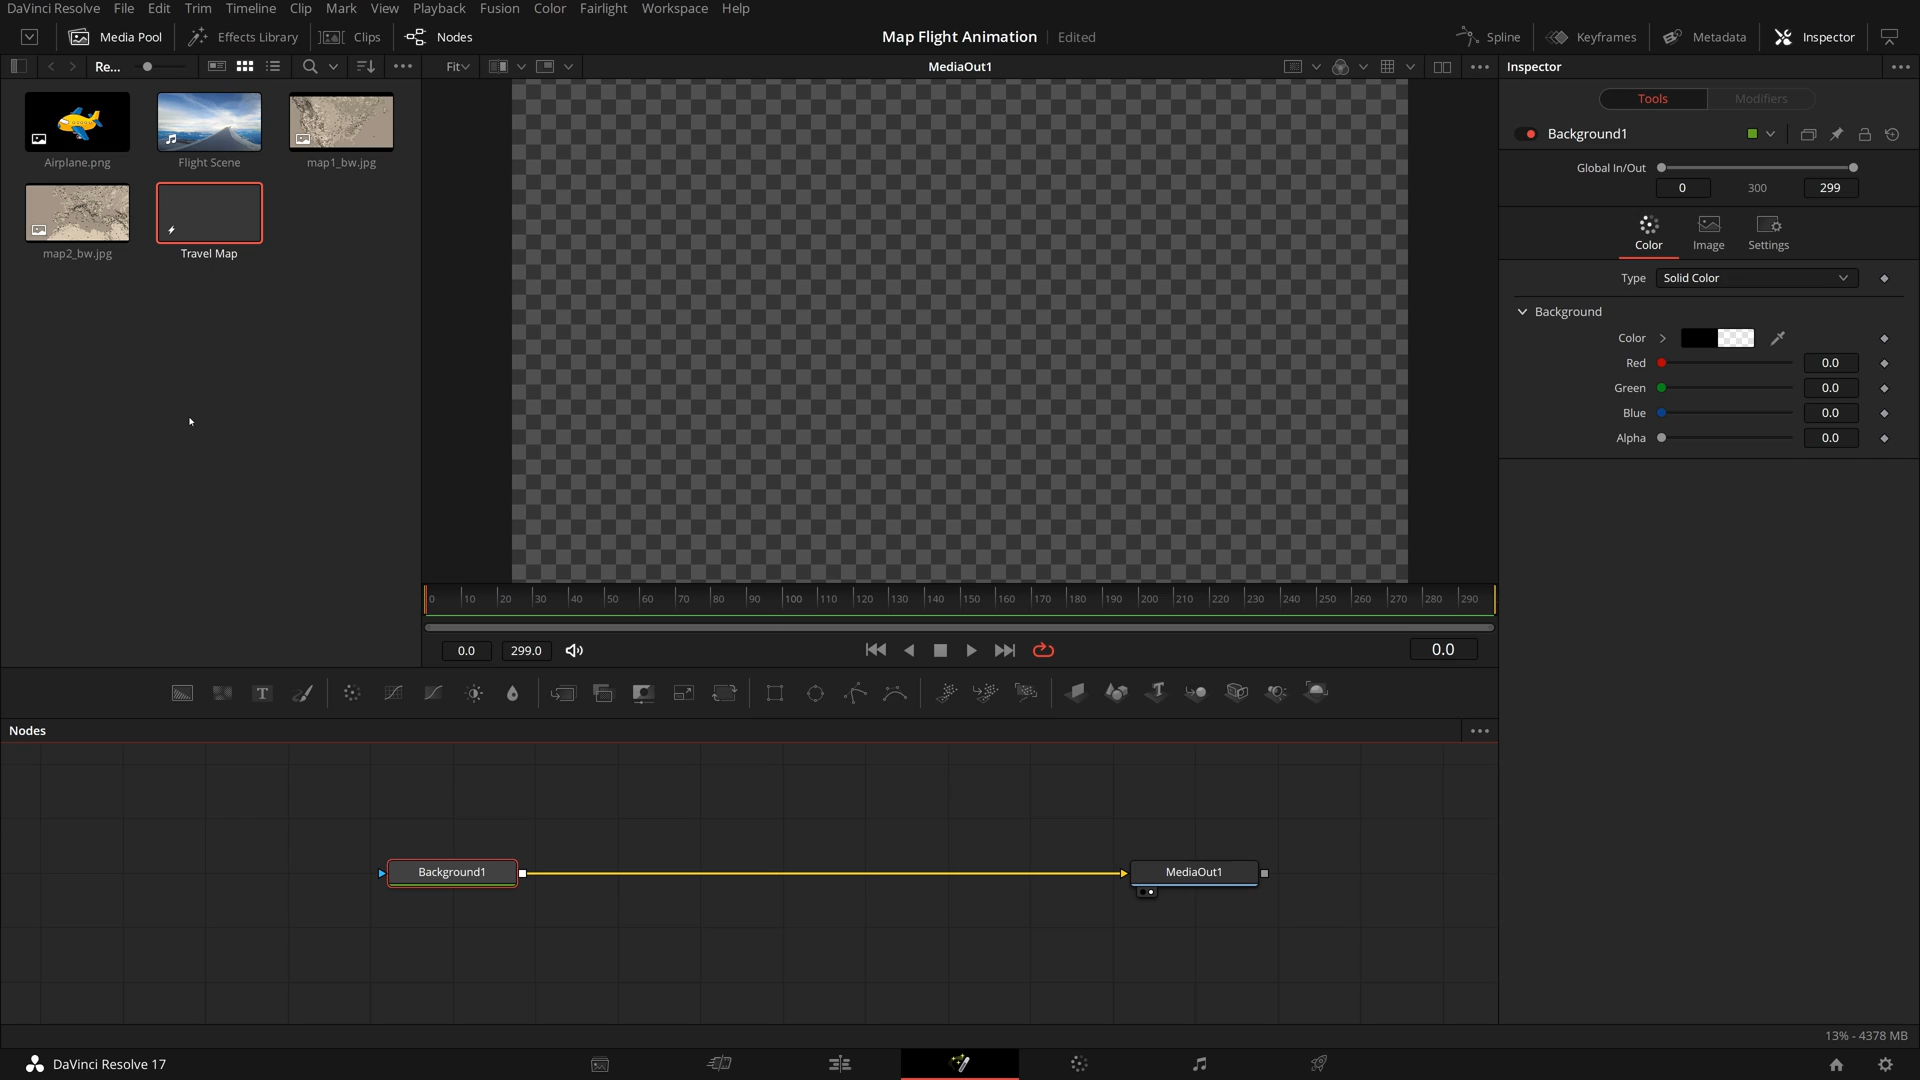 DaVinci Resolve File Edit Trim Timeline Clip Mark View Playback Fusion Color Fairlight Workspace Help
Media Pool Effects Library Clips Nodes Map Flight Animation Edited Spline Keyframes Metadata Inspector
Re... Fit MediaOut1 Inspector
Tools Modifiers
Background1
Airplane.png Flight Scene map1_bw.jpg
Global In/Out
0 300 299
map2_bw.jpg Travel Map
Color Image Settings
Type Solid Color
Background
Color
Red 0.0
Green 0.0
Blue 0.0
Alpha 0.0
0 10 20 30 40 50 60 70 80 90 100 110 120 130 140 150 160 170 180 190 200 210 220 230 240 250 260 270 280 290
0.0 299.0 0.0
T
Nodes
Background1 MediaOut1
13% - 4378 MB
DaVinci Resolve 17